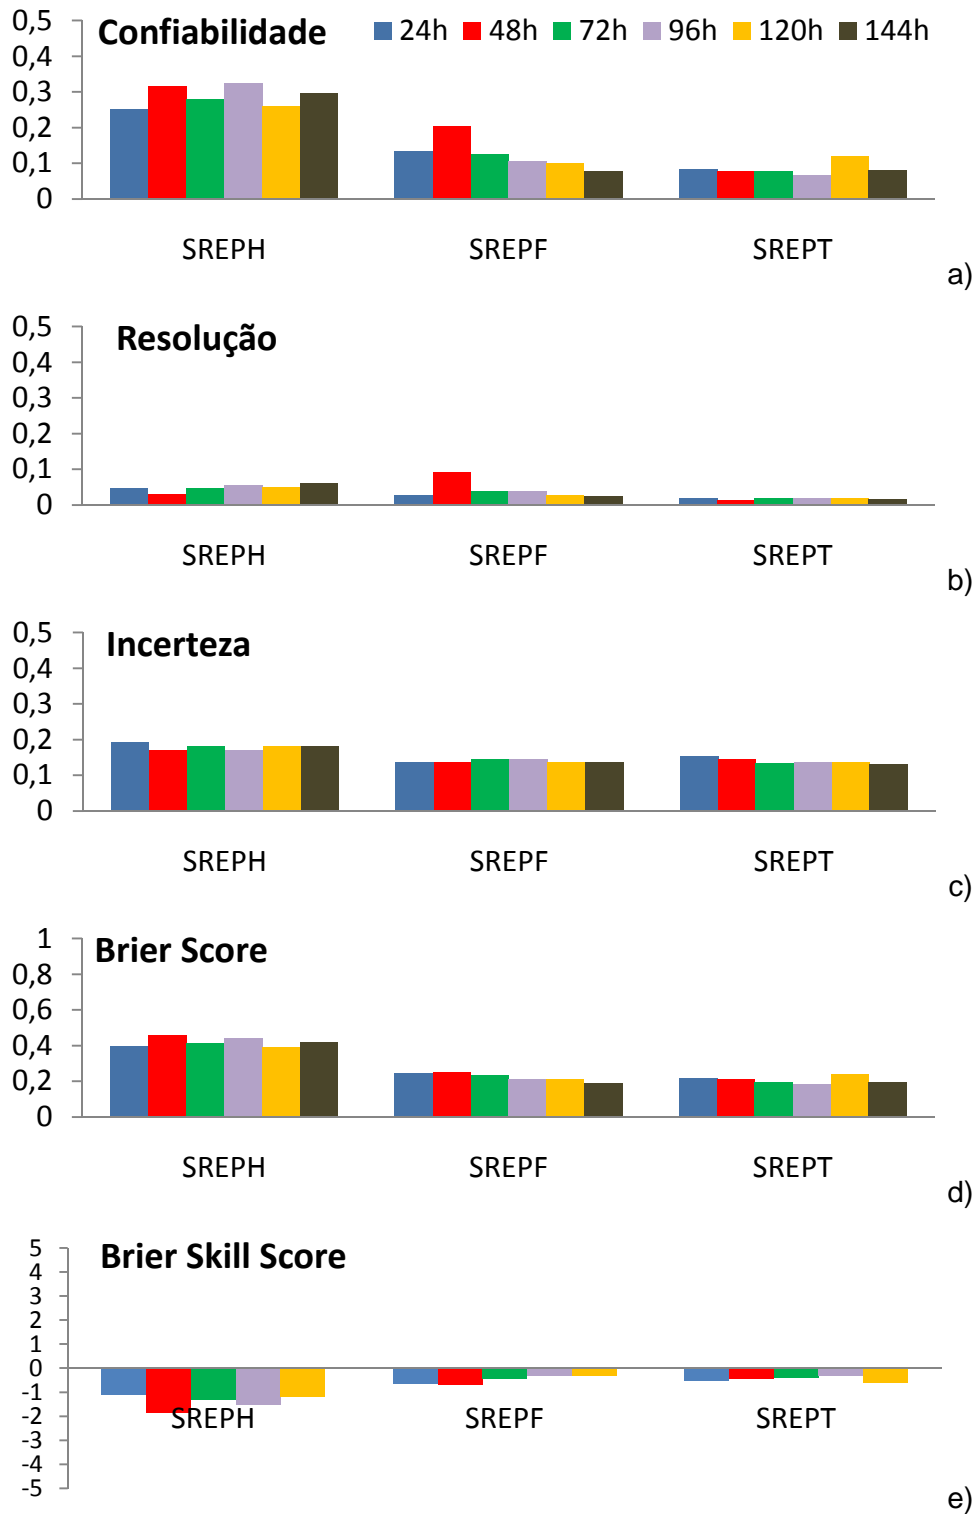 Confiabilidade
24h 48h 72h 96h 120h 144h
0,5
0,4
0,3
0,2
0,1
0
SREPH SREPF SREPT
a)
Resolução
0,5
0,4
0,3
0,2
0,1
0
SREPH SREPF SREPT
b)
Incerteza
0,5
0,4
0,3
0,2
0,1
0
SREPH SREPF SREPT
c)
Brier Score
1
0,8
0,6
0,4
0,2
0
SREPH SREPF SREPT
d)
Brier Skill Score
5
4
3
2
1
0
-1
-2
-3
-4
-5
SREPH SREPF SREPT
e)